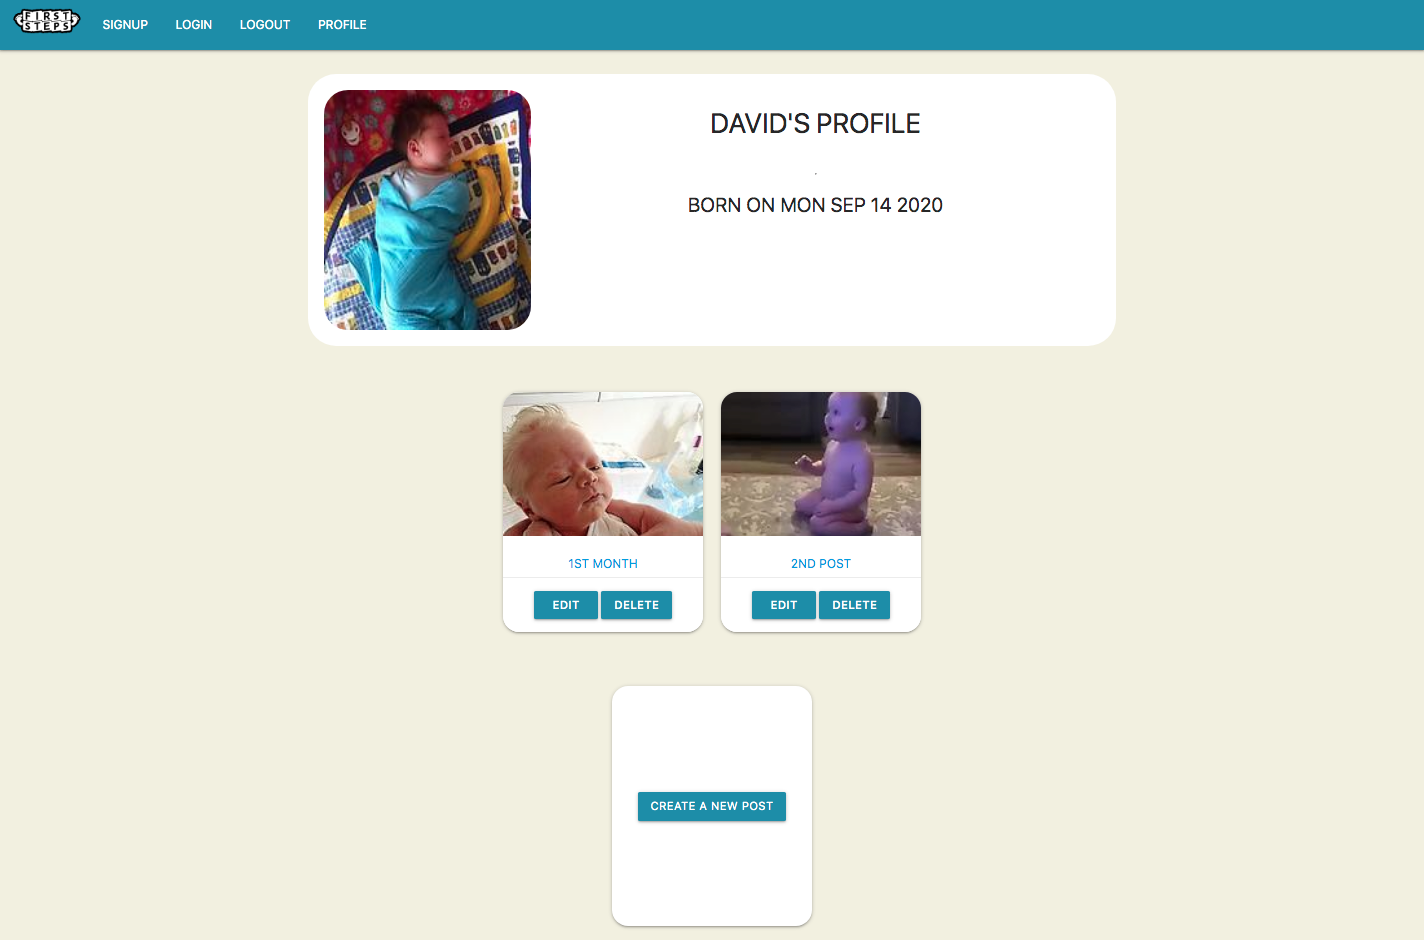 FIRST
STEPS
SIGNUP LOGIN LOGOUT PROFILE
DAVID'S PROFILE
.
BORN ON MON SEP 14 2020
1ST MONTH
EDIT DELETE
2ND POST
EDIT DELETE
CREATE A NEW POST